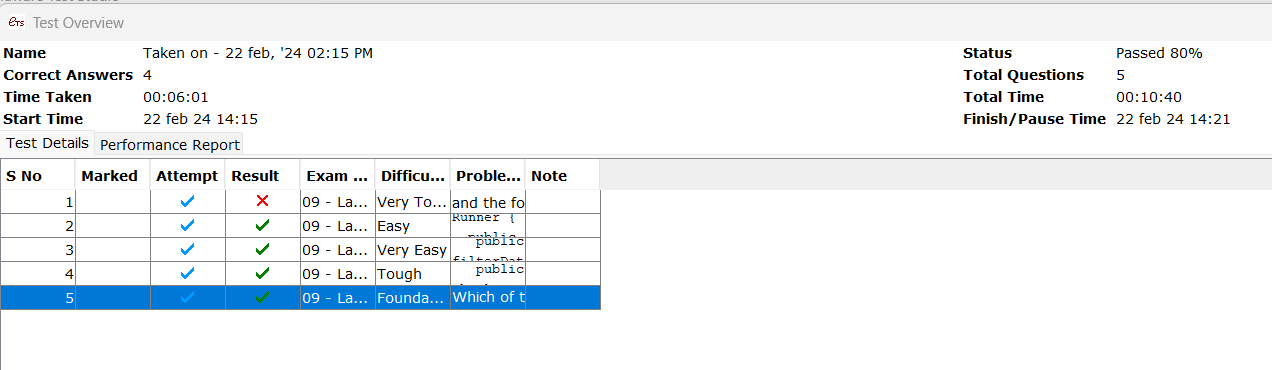 ETS Test Overview
Name Taken on - 22 feb, '24 02:15 PM Status Passed 80%
Correct Answers 4 Total Questions 5
Time Taken 00:06:01 Total Time 00:10:40
Start Time 22 feb 24 14:15 Finish/Pause Time 22 feb 24 14:21
Test Details Performance Report
S No Marked Attempt Result Exam ... Difficu... Proble... Note
1 09 - La... Very To... and the fo
2 09 - La... Easy Runner { public
3 09 - La... Very Easy public
4 09 - La... Tough public
5 09 - La... Founda... Which of t